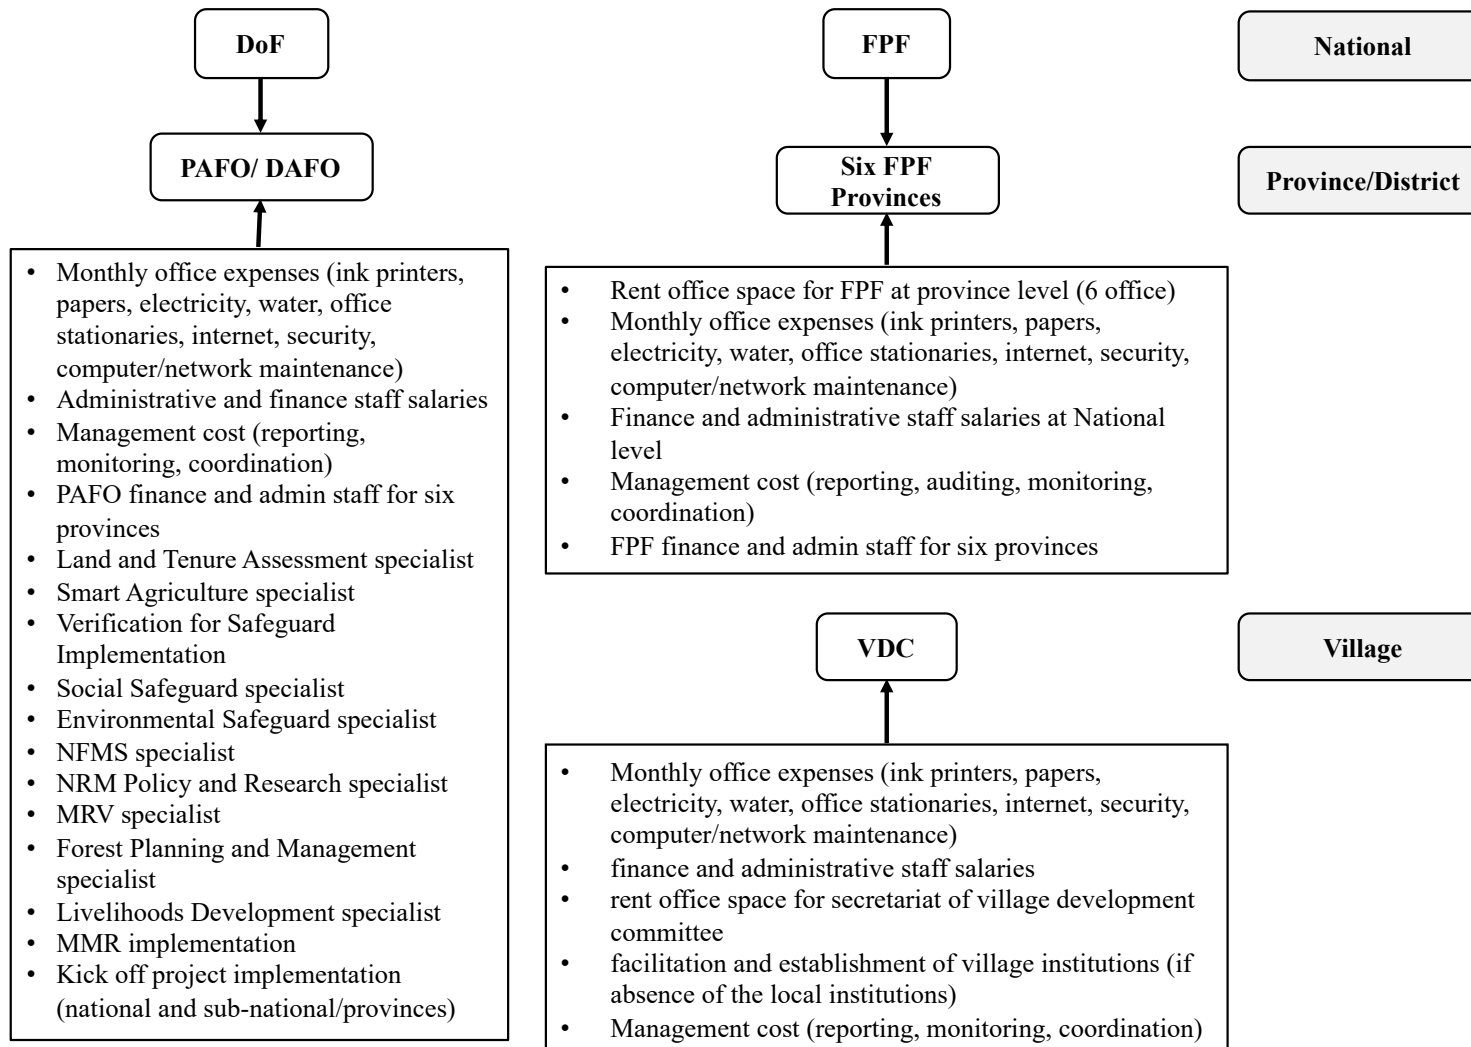 DoF
FPF
National
PAFO/ DAFO
Six FPF
Provinces
Province/District
• Monthly office expenses (ink printers,
papers, electricity, water, office
stationaries, internet, security,
computer/network maintenance)
• Administrative and finance staff salaries
• Management cost (reporting,
monitoring, coordination)
• PAFO finance and admin staff for six
provinces
• Land and Tenure Assessment specialist
• Smart Agriculture specialist
• Verification for Safeguard
Implementation
• Social Safeguard specialist
• Environmental Safeguard specialist
• NFMS specialist
• NRM Policy and Research specialist
• MRV specialist
• Forest Planning and Management
specialist
• Livelihoods Development specialist
• MMR implementation
• Kick off project implementation
(national and sub-national/provinces)
• Rent office space for FPF at province level (6 office)
• Monthly office expenses (ink printers, papers,
electricity, water, office stationaries, internet, security,
computer/network maintenance)
• Finance and administrative staff salaries at National
level
• Management cost (reporting, auditing, monitoring,
coordination)
• FPF finance and admin staff for six provinces
VDC
Village
• Monthly office expenses (ink printers, papers,
electricity, water, office stationaries, internet, security,
computer/network maintenance)
• finance and administrative staff salaries
• rent office space for secretariat of village development
committee
• facilitation and establishment of village institutions (if
absence of the local institutions)
• Management cost (reporting, monitoring, coordination)